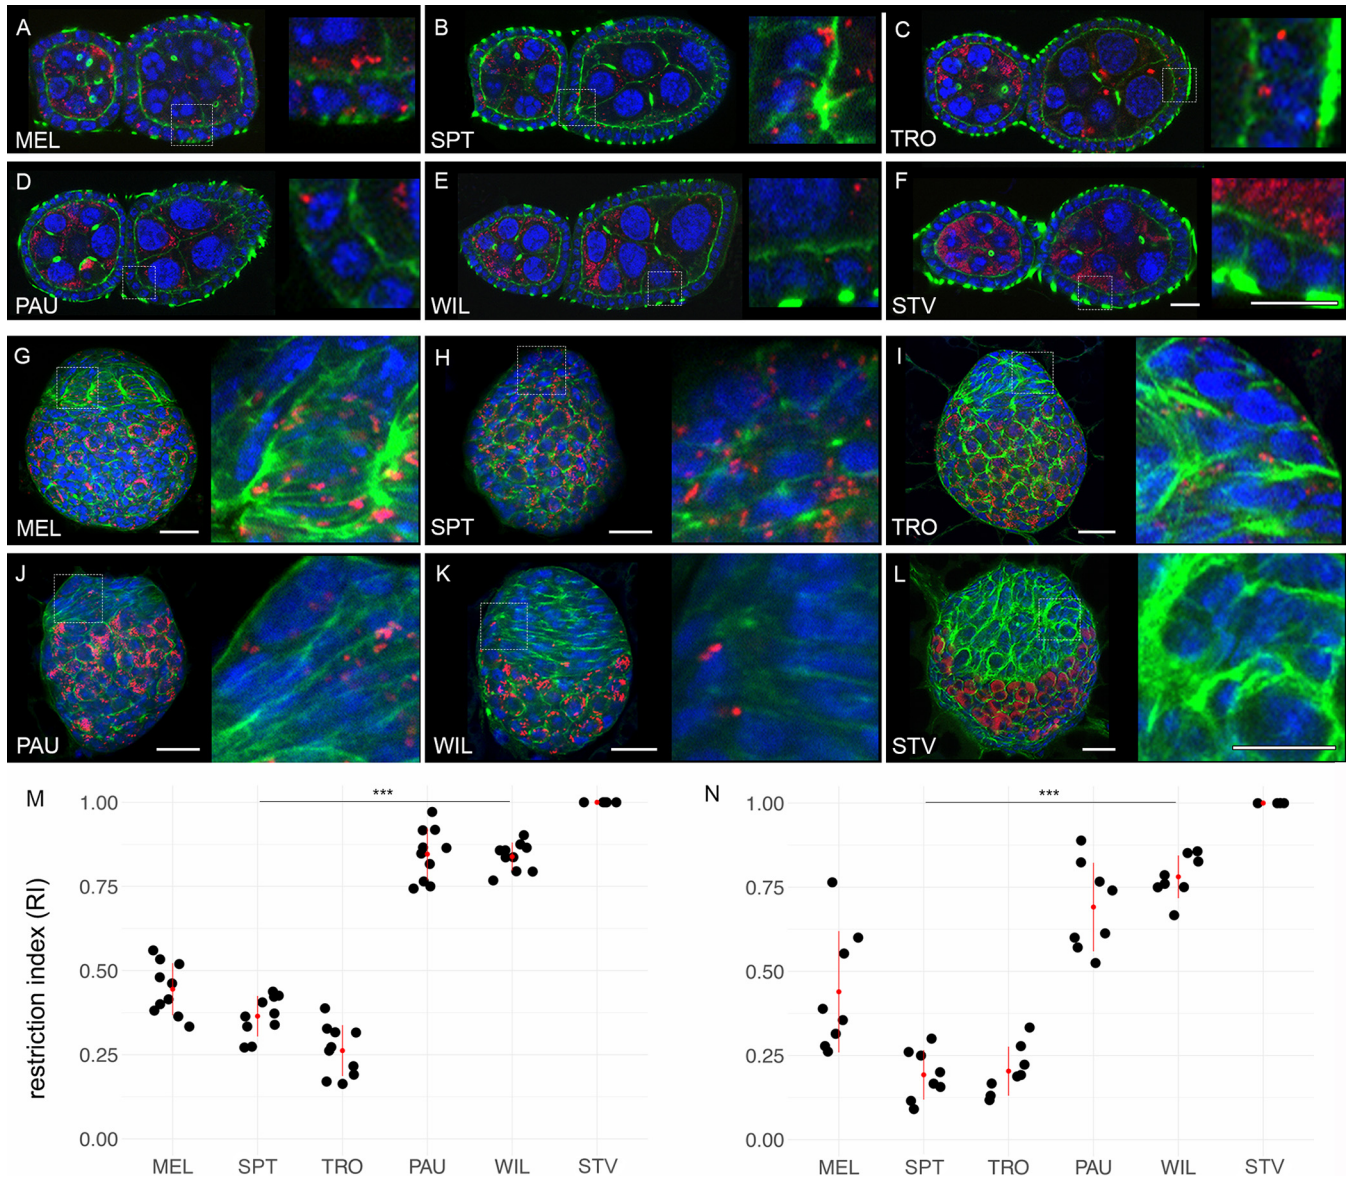 A
MEL
B
SPT
C
TRO
D
PAU
E
WIL
F
STV
G
MEL
H
SPT
I
TRO
J
PAU
K
WIL
L
STV
M
***
1.00
0.75
0.50
0.25
0.00
restriction index (RI)
MEL SPT TRO PAU WIL STV
N
***
1.00
0.75
0.50
0.25
0.00
MEL SPT TRO PAU WIL STV